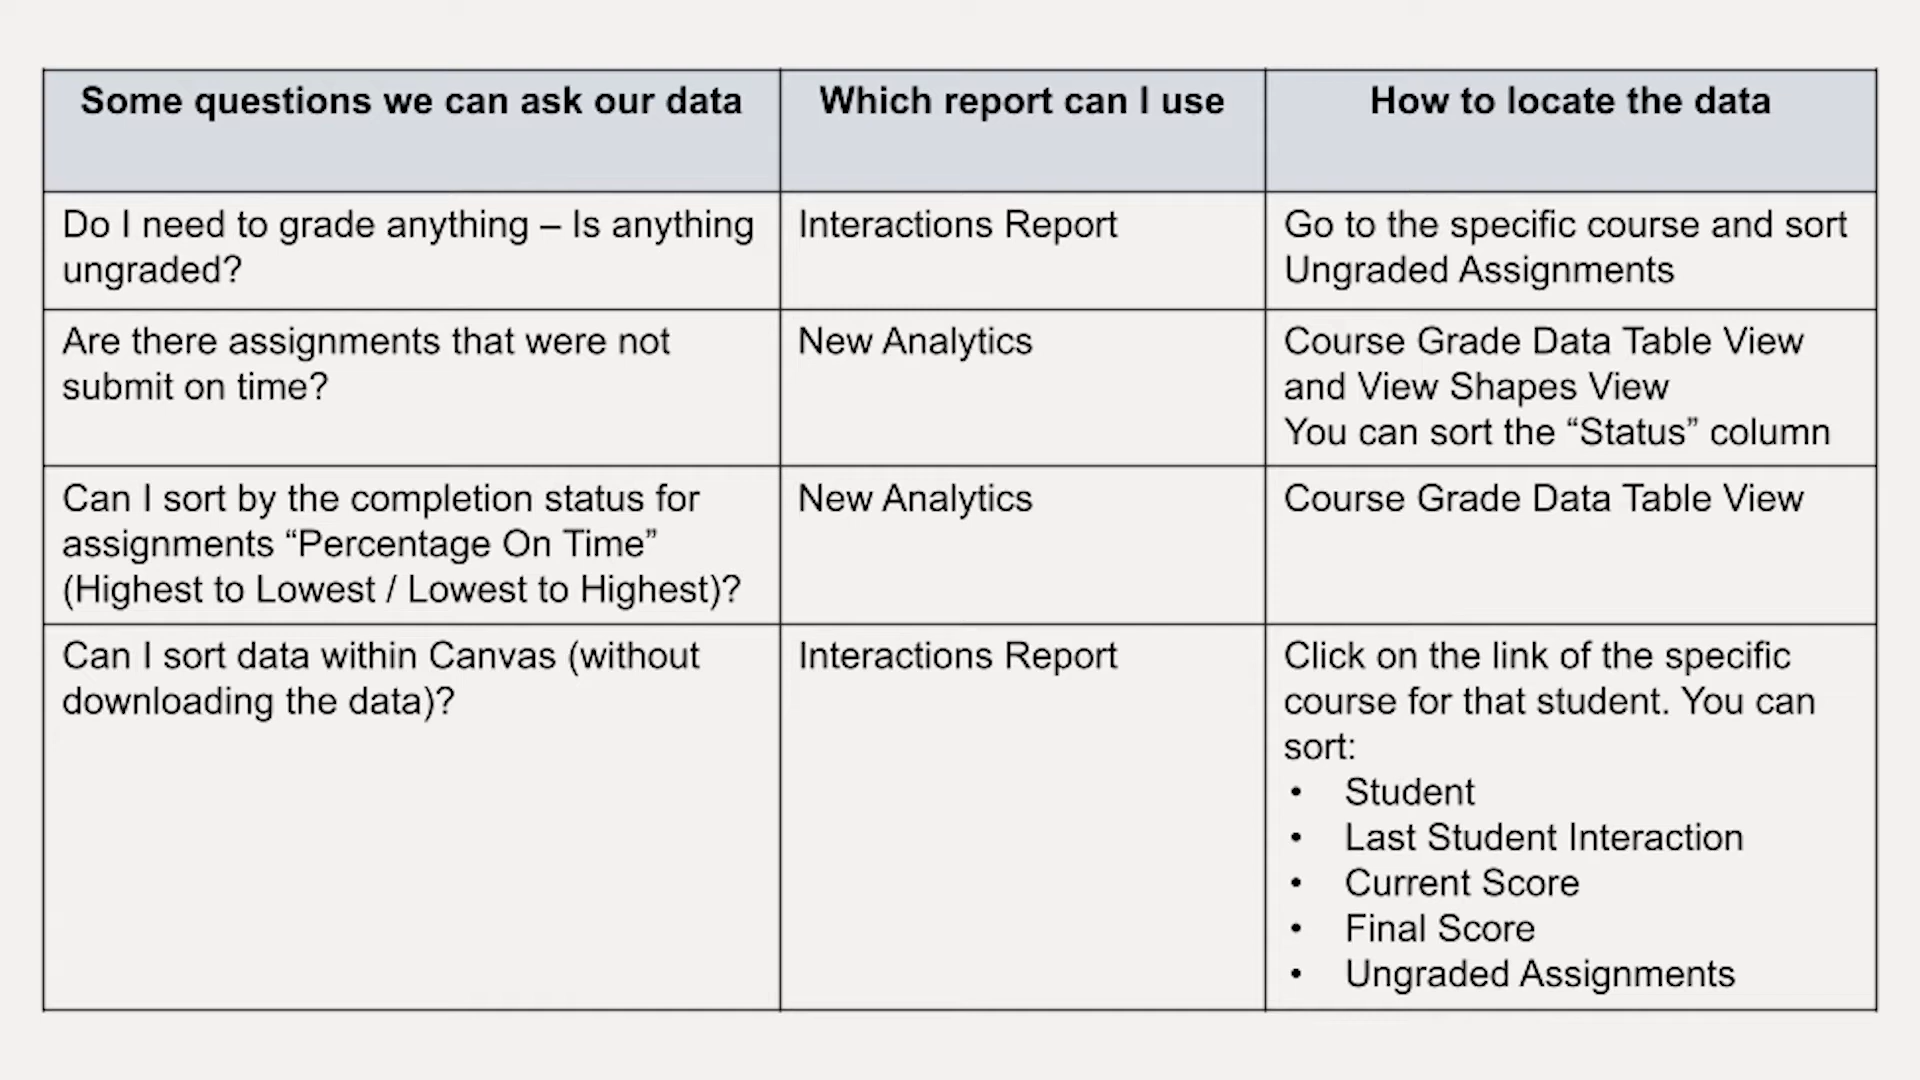 Some questions we can ask our data
Which report can I use
How to locate the data
Do I need to grade anything – Is anything
ungraded?
Interactions Report
Go to the specific course and sort
Ungraded Assignments
Are there assignments that were not
submit on time?
New Analytics
Course Grade Data Table View
and View Shapes View
You can sort the “Status” column
Can I sort by the completion status for
assignments “Percentage On Time”
(Highest to Lowest / Lowest to Highest)?
New Analytics
Course Grade Data Table View
Can I sort data within Canvas (without
downloading the data)?
Interactions Report
Click on the link of the specific
course for that student. You can
sort:
• Student
• Last Student Interaction
• Current Score
• Final Score
• Ungraded Assignments